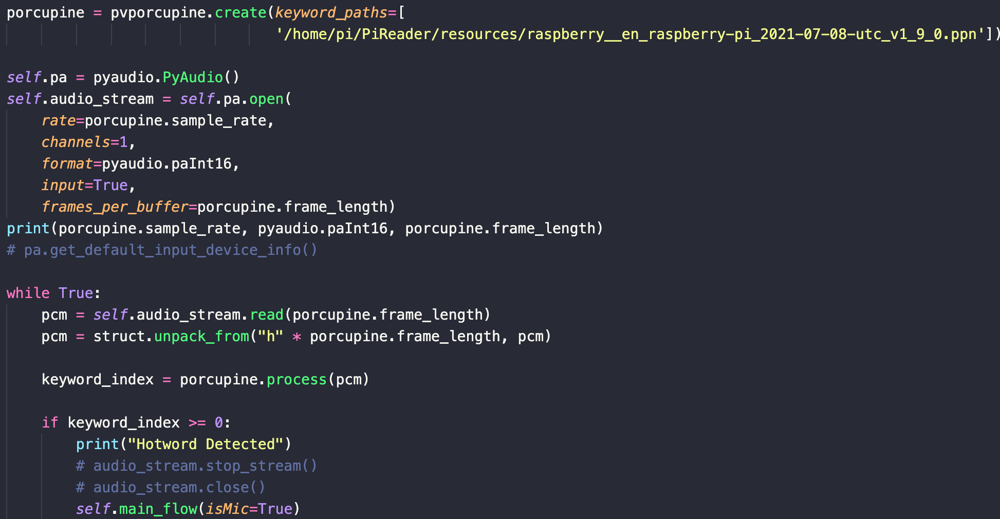 porcupine = pvporcupine.create(keyword_paths=[
'/home/pi/PiReader/resources/raspberry__en_raspberry-pi_2021-07-08-utc_v1_9_0.ppn'])
self.pa = pyaudio.PyAudio()
self.audio_stream = self.pa.open(
rate=porcupine.sample_rate,
channels=1,
format=pyaudio.paInt16,
input=True,
frames_per_buffer=porcupine.frame_length)
print(porcupine.sample_rate, pyaudio.paInt16, porcupine.frame_length)
# pa.get_default_input_device_info()
while True:
pcm = self.audio_stream.read(porcupine.frame_length)
pcm = struct.unpack_from("h" * porcupine.frame_length, pcm)
keyword_index = porcupine.process(pcm)
if keyword_index >= 0:
print("Hotword Detected")
# audio_stream.stop_stream()
# audio_stream.close()
self.main_flow(isMic=True)